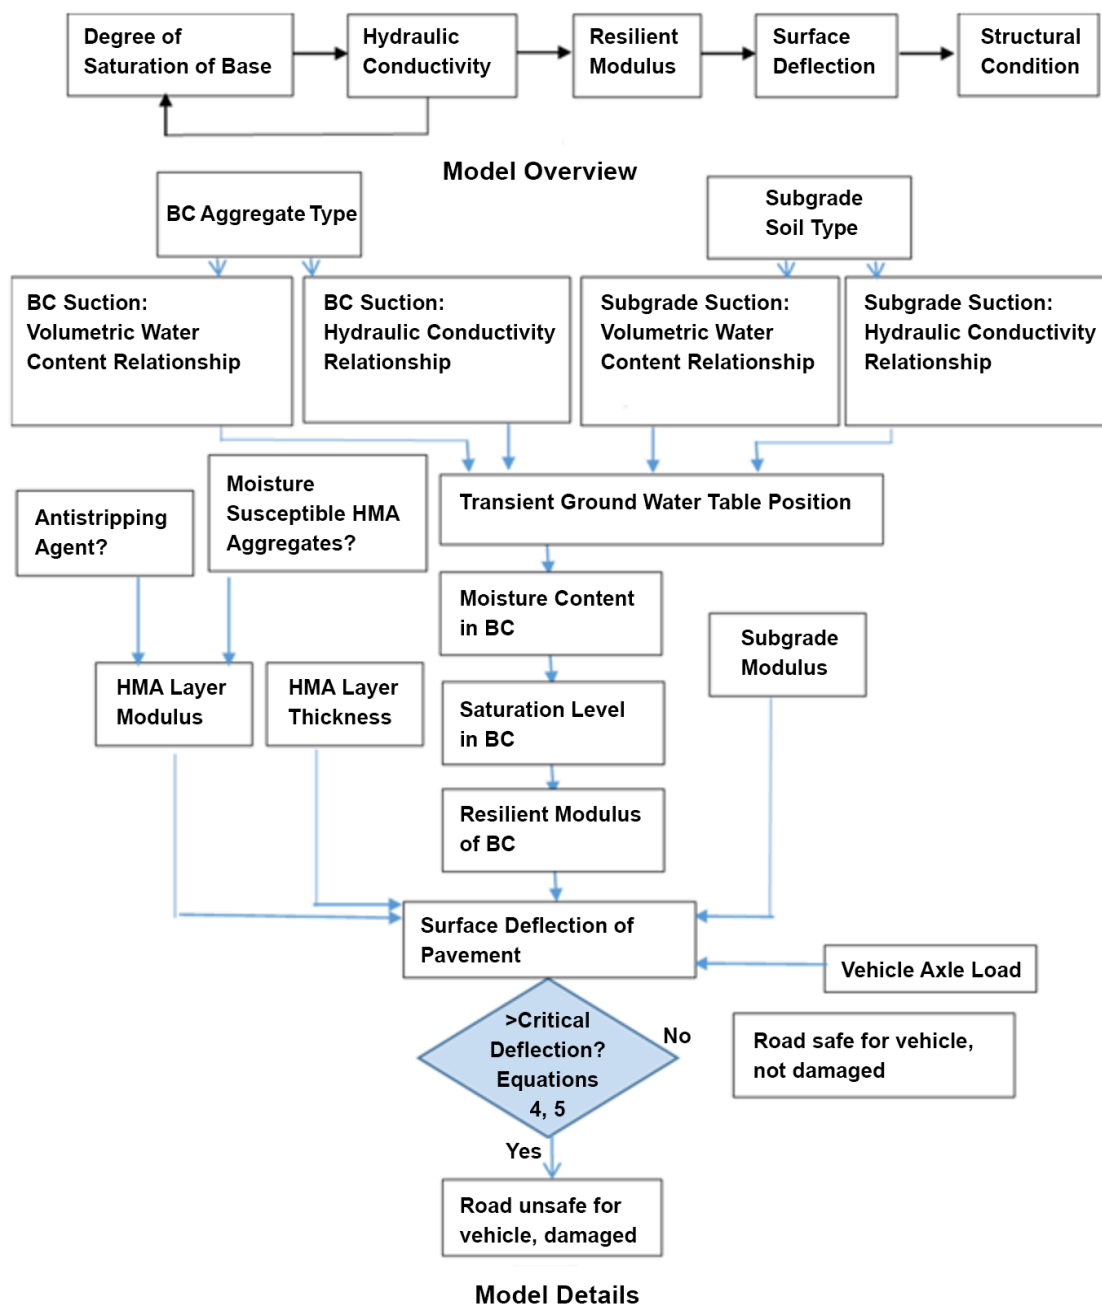 Degree of
Saturation of Base
Hydraulic
Conductivity
Resilient
Modulus
Surface
Deflection
Structural
Condition
Model Overview
BC Aggregate Type
Subgrade
Soil Type
BC Suction:
Volumetric Water
Content Relationship
BC Suction:
Hydraulic Conductivity
Relationship
Subgrade Suction:
Volumetric Water
Content Relationship
Subgrade Suction:
Hydraulic Conductivity
Relationship
Antistripping
Agent?
Moisture
Susceptible HMA
Aggregates?
Transient Ground Water Table Position
Moisture Content
in BC
Subgrade
Modulus
HMA Layer
Modulus
HMA Layer
Thickness
Saturation Level
in BC
Resilient Modulus
of BC
Surface Deflection of
Pavement
Vehicle Axle Load
>Critical
Deflection?
Equations
4, 5
No
Road safe for vehicle,
not damaged
Yes
Road unsafe for
vehicle, damaged
Model Details